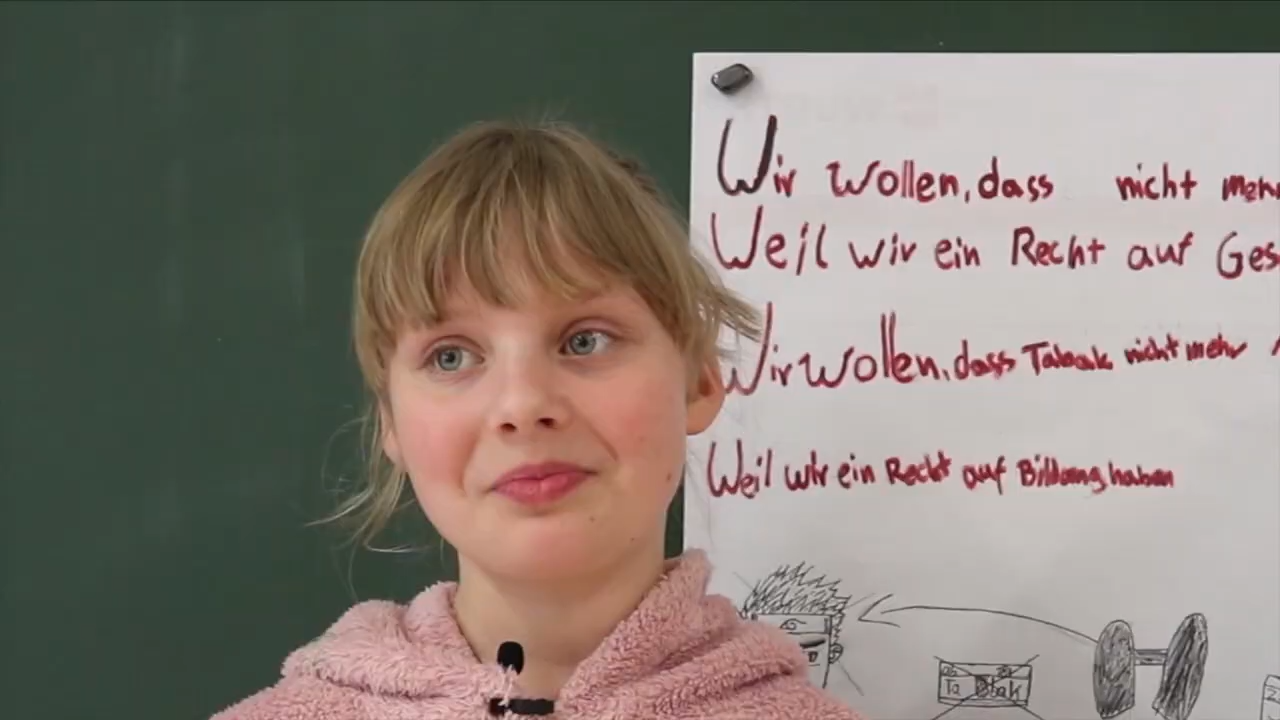 Wir wollen, dass nicht mehr
Weil wir ein Recht auf Ges
Wir wollen, dass Tabak nicht mehr
Weil wir ein Recht auf Bildung haben
Tabak